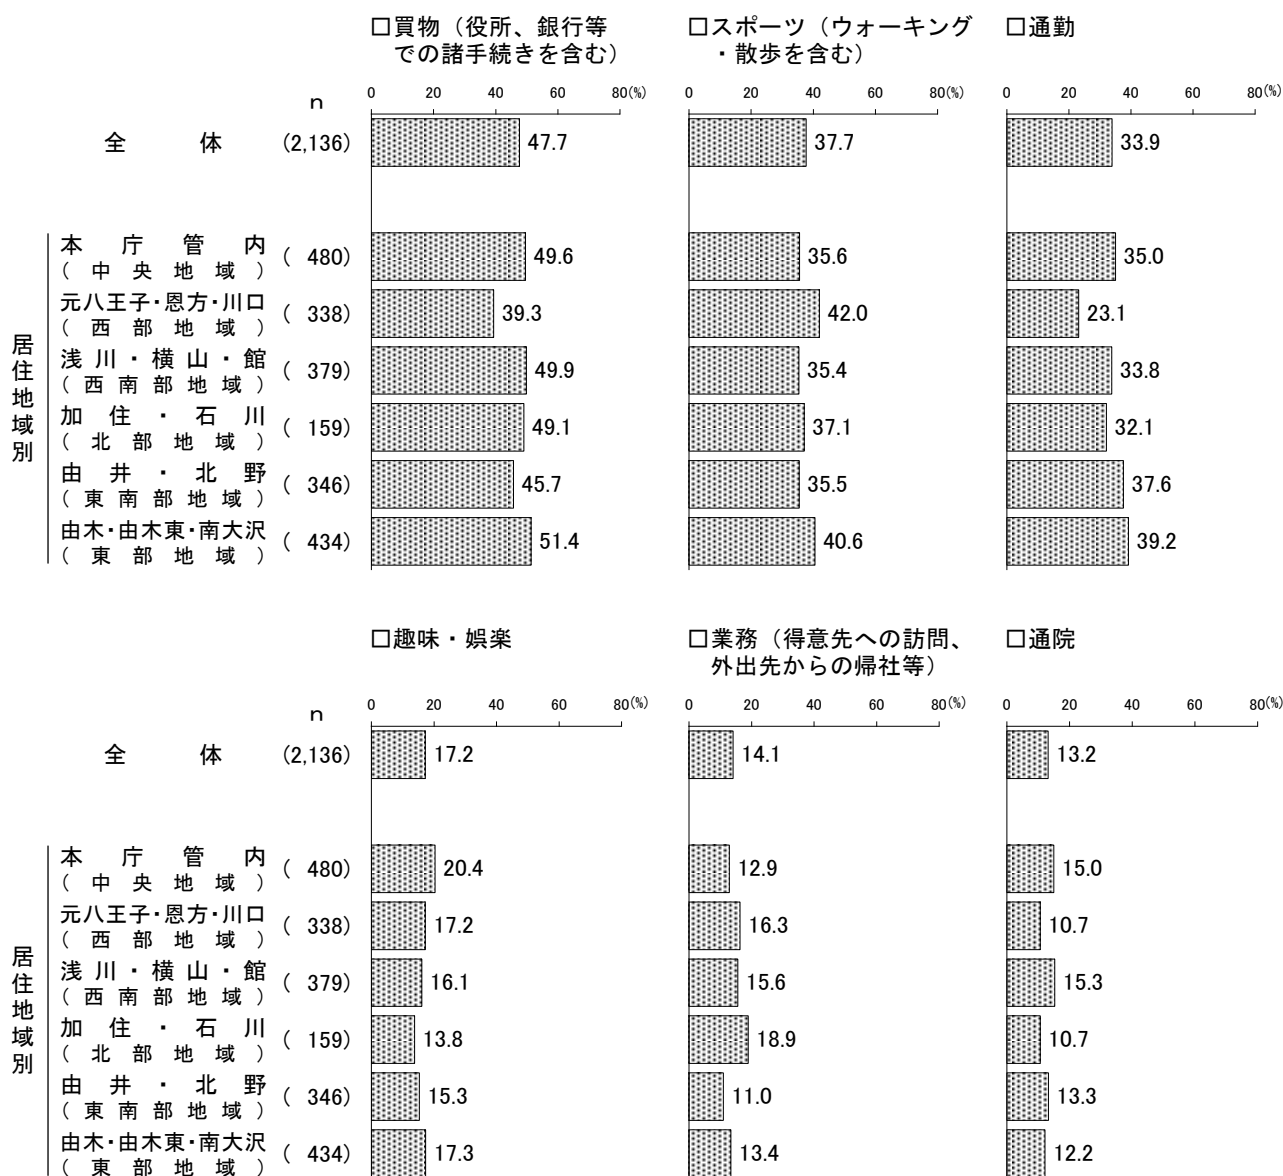 □買物（役所、銀行等　□スポーツ（ウォーキング　□通勤
での諸手続きを含む）　・散歩を含む）
n　0　20　40　60　80(%)　0　20　40　60　80(%)　0　20　40　60　80(%)
全体　(2,136)　47.7　37.7　33.9
居住地域別
本庁管内
（中央地域）　( 480)　49.6　35.6　35.0
元八王子・恩方・川口
（西部地域）　( 338)　39.3　42.0　23.1
浅川・横山・館
（西南部地域）　( 379)　49.9　35.4　33.8
加住・石川
（北部地域）　( 159)　49.1　37.1　32.1
由井・北野
（東南部地域）　( 346)　45.7　35.5　37.6
由木・由木東・南大沢
（東部地域）　( 434)　51.4　40.6　39.2
□趣味・娯楽　□業務（得意先への訪問、　□通院
外出先からの帰社等）
n　0　20　40　60　80(%)　0　20　40　60　80(%)　0　20　40　60　80(%)
全体　(2,136)　17.2　14.1　13.2
居住地域別
本庁管内
（中央地域）　( 480)　20.4　12.9　15.0
元八王子・恩方・川口
（西部地域）　( 338)　17.2　16.3　10.7
浅川・横山・館
（西南部地域）　( 379)　16.1　15.6　15.3
加住・石川
（北部地域）　( 159)　13.8　18.9　10.7
由井・北野
（東南部地域）　( 346)　15.3　11.0　13.3
由木・由木東・南大沢
（東部地域）　( 434)　17.3　13.4　12.2